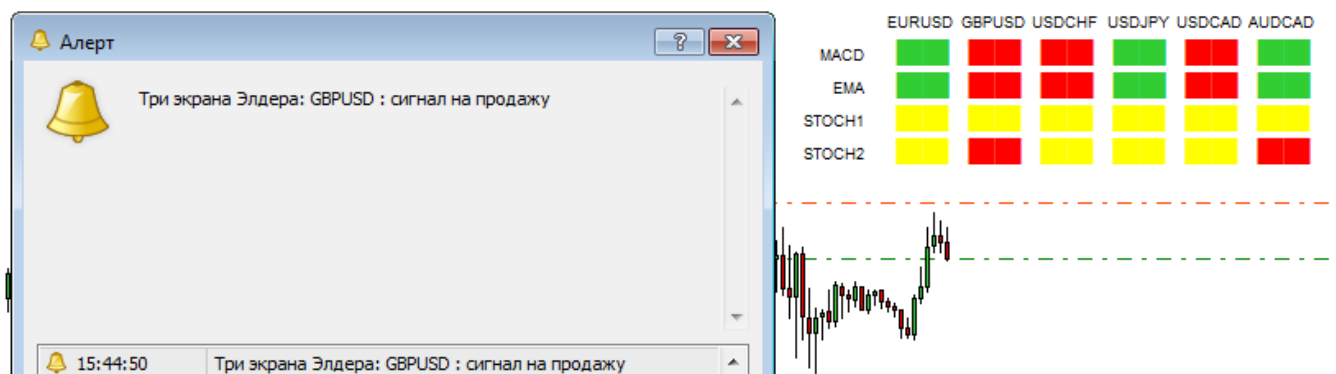 Алерт
Три экрана Элдера: GBPUSD : сигнал на продажу
15:44:50 Три экрана Элдера: GBPUSD : сигнал на продажу
EURUSD GBPUSD USDCHF USDJPY USDCAD AUDCAD
MACD
EMA
STOCH1
STOCH2